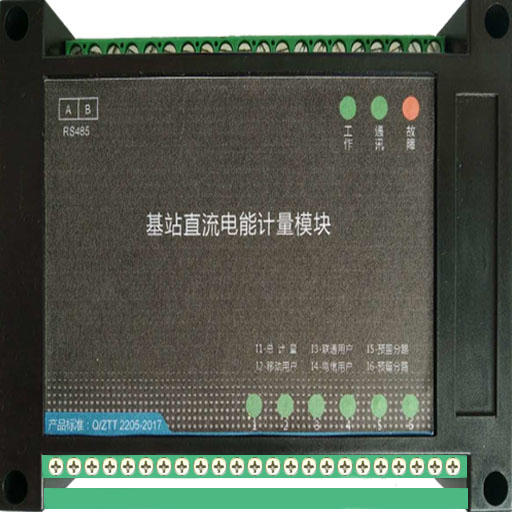 A B
RS485
工作 通讯 故障
基站直流电能计量模块
I1-总 计 量 I3-联通用户 I5-预留分路
I2-移动用户 I4-电信用户 I6-预留分路
1 2 3 4 5 6
产品标准：Q/ZTT 2205-2017